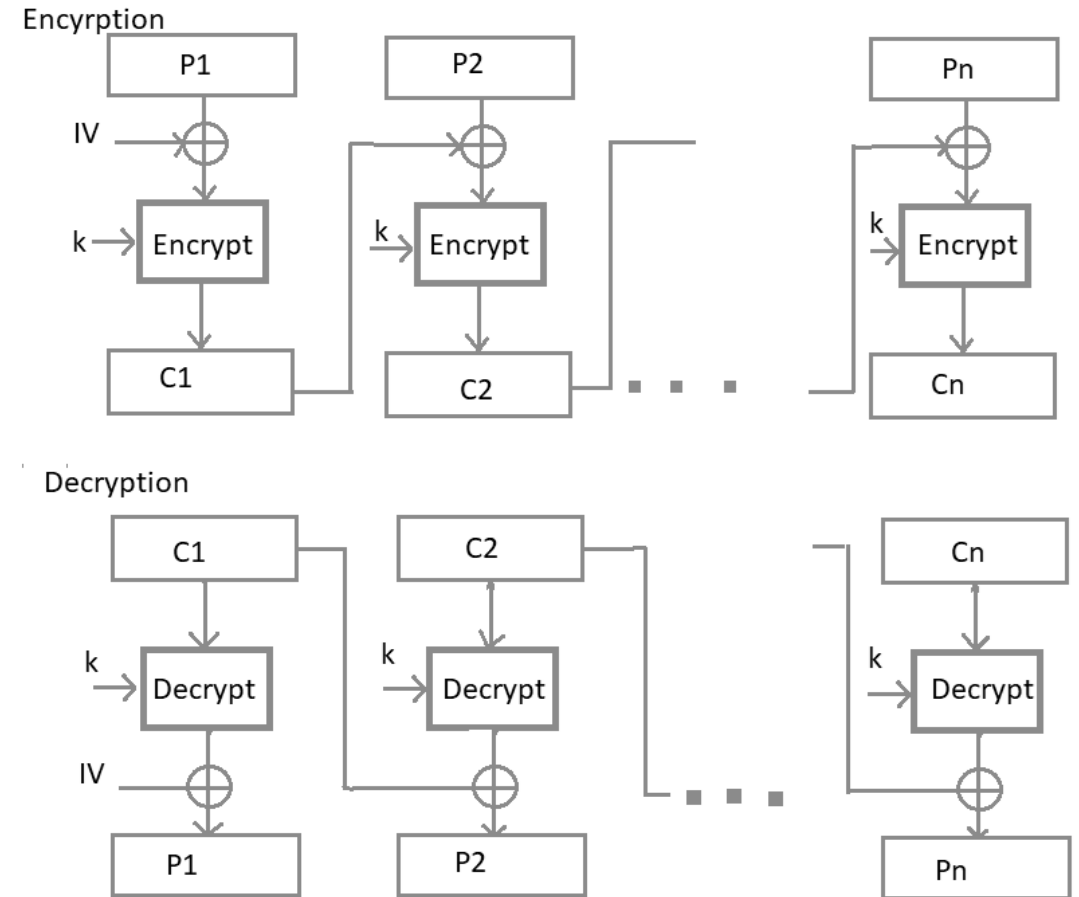 Encyrption
P1 P2 Pn
IV
k Encrypt k Encrypt k Encrypt
C1 C2 Cn
Decryption
C1 C2 Cn
k Decrypt k Decrypt k Decrypt
IV
P1 P2 Pn